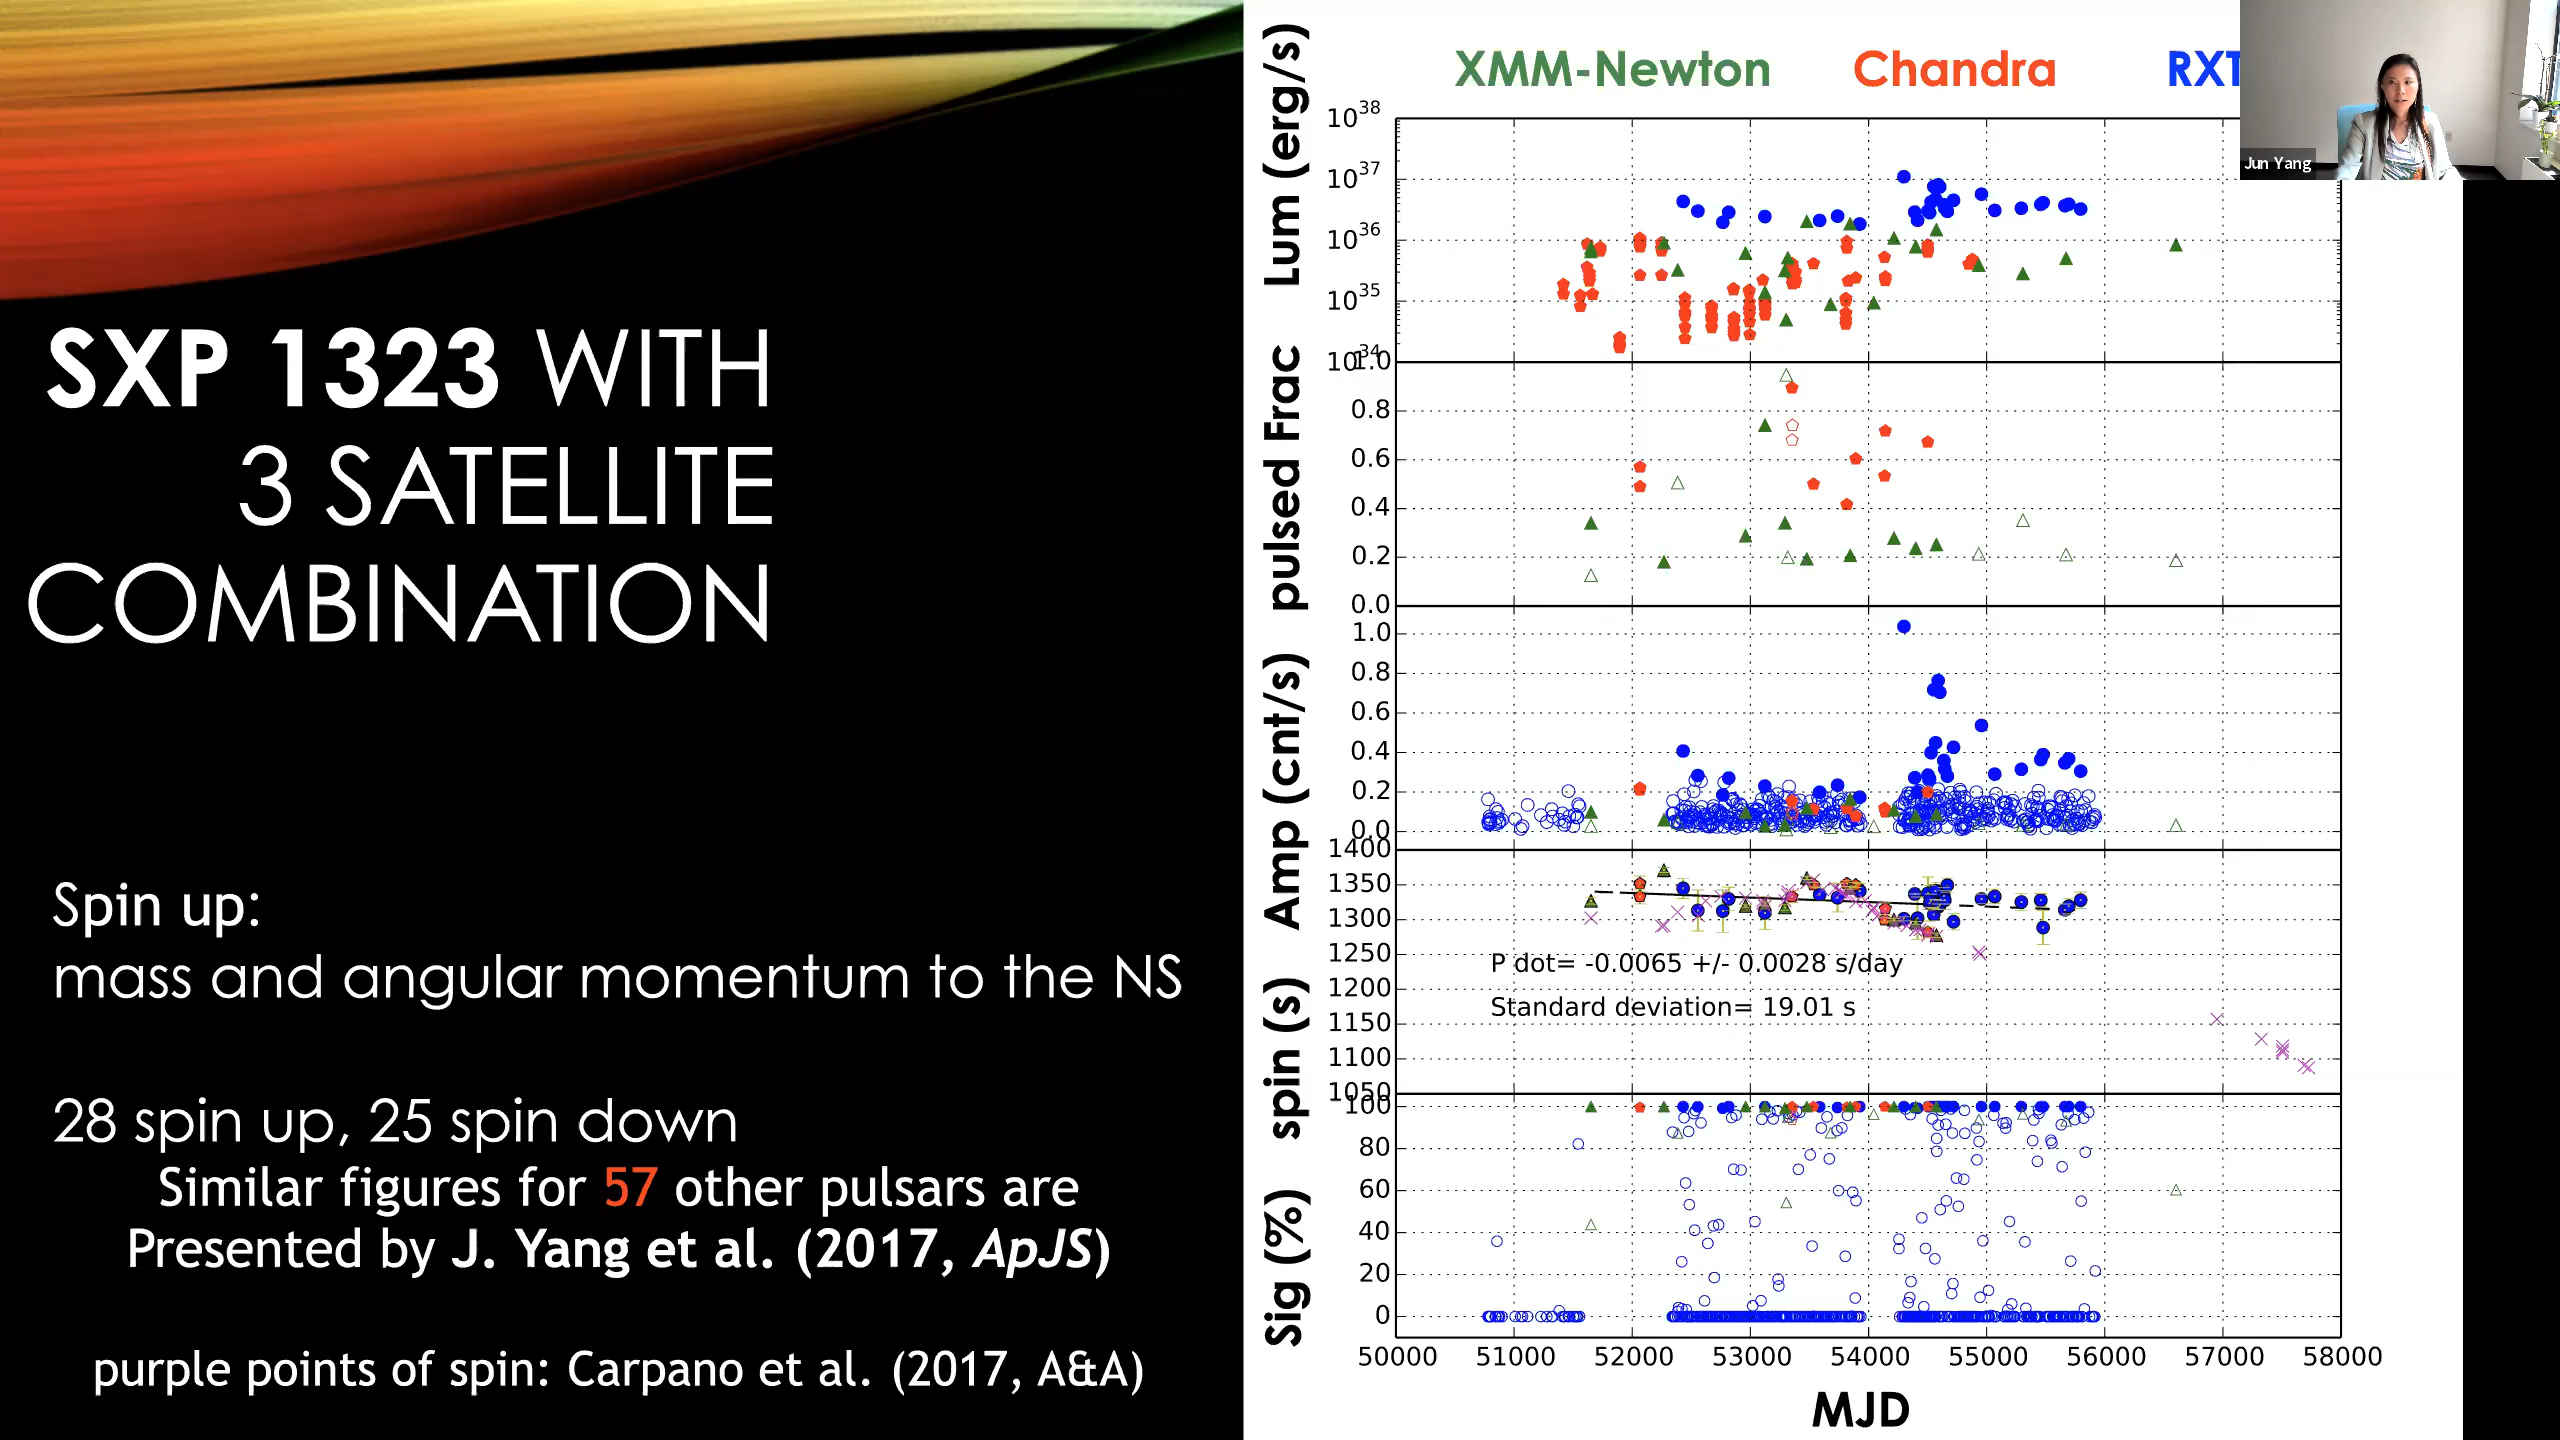 SXP 1323 WITH
3 SATELLITE
COMBINATION
Spin up:
mass and angular momentum to the NS
28 spin up, 25 spin down
Similar figures for 57 other pulsars are
Presented by J. Yang et al. (2017, ApJS)
purple points of spin: Carpano et al. (2017, A&A)
XMM-Newton Chandra RXT
Jun Yang
Lum (erg/s)
10^38
10^37
10^36
10^35
10^34
pulsed Frac
1.0
0.8
0.6
0.4
0.2
0.0
Amp (cnt/s)
1.0
0.8
0.6
0.4
0.2
0.0
spin (s)
1400
1350
1300
1250
1200
1150
1100
1050
P dot= -0.0065 +/- 0.0028 s/day
Standard deviation= 19.01 s
Sig (%)
100
80
60
40
20
0
50000 51000 52000 53000 54000 55000 56000 57000 58000
MJD